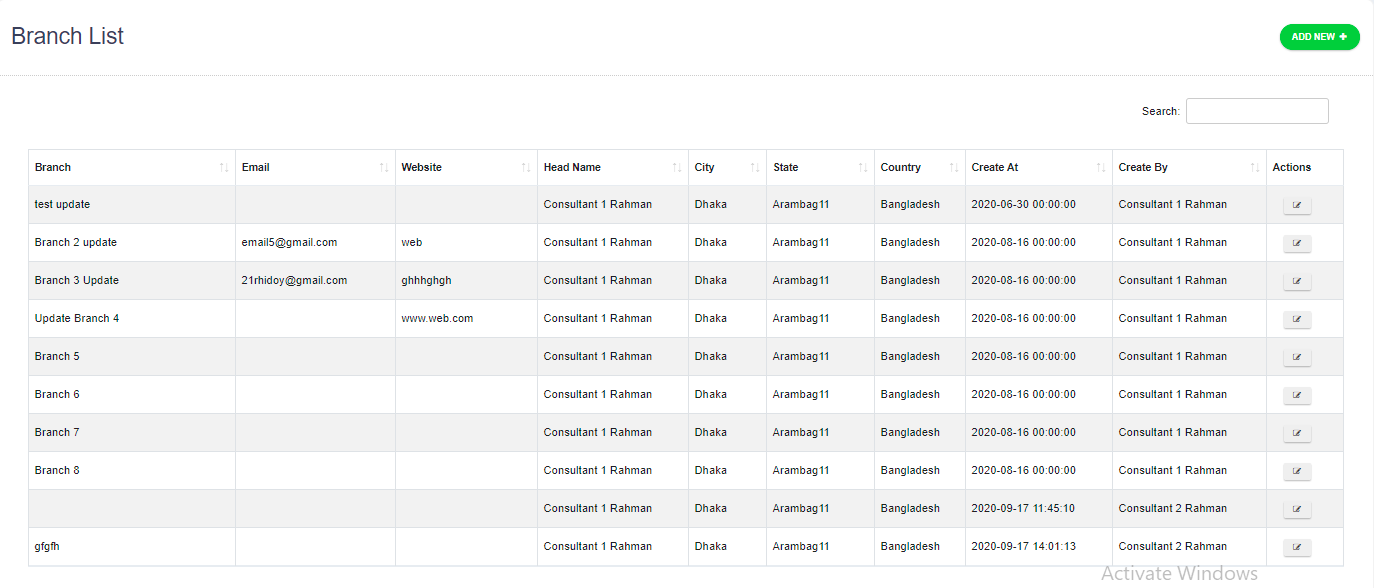 Branch List
ADD NEW +
Search:
Branch Email Website Head Name City State Country Create At Create By Actions
test update Consultant 1 Rahman Dhaka Arambag11 Bangladesh 2020-06-30 00:00:00 Consultant 1 Rahman
Branch 2 update email5@gmail.com web Consultant 1 Rahman Dhaka Arambag11 Bangladesh 2020-08-16 00:00:00 Consultant 1 Rahman
Branch 3 Update 21rhidoy@gmail.com ghhhghgh Consultant 1 Rahman Dhaka Arambag11 Bangladesh 2020-08-16 00:00:00 Consultant 1 Rahman
Update Branch 4 www.web.com Consultant 1 Rahman Dhaka Arambag11 Bangladesh 2020-08-16 00:00:00 Consultant 1 Rahman
Branch 5 Consultant 1 Rahman Dhaka Arambag11 Bangladesh 2020-08-16 00:00:00 Consultant 1 Rahman
Branch 6 Consultant 1 Rahman Dhaka Arambag11 Bangladesh 2020-08-16 00:00:00 Consultant 1 Rahman
Branch 7 Consultant 1 Rahman Dhaka Arambag11 Bangladesh 2020-08-16 00:00:00 Consultant 1 Rahman
Branch 8 Consultant 1 Rahman Dhaka Arambag11 Bangladesh 2020-08-16 00:00:00 Consultant 1 Rahman
Consultant 1 Rahman Dhaka Arambag11 Bangladesh 2020-09-17 11:45:10 Consultant 2 Rahman
gfgfh Consultant 1 Rahman Dhaka Arambag11 Bangladesh 2020-09-17 14:01:13 Consultant 2 Rahman
Activate Windows